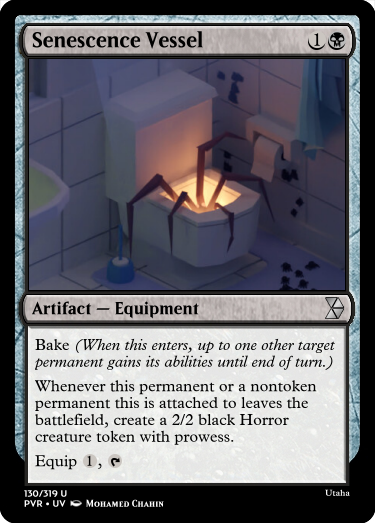 Senescence Vessel 1
Artifact — Equipment
Bake (When this enters, up to one other target
permanent gains its abilities until end of turn.)
Whenever this permanent or a nontoken
permanent this is attached to leaves the
battlefield, create a 2/2 black Horror
creature token with prowess.
Equip 1,
130/319 U
Utaha
PVR • UV Mohamed Chahin